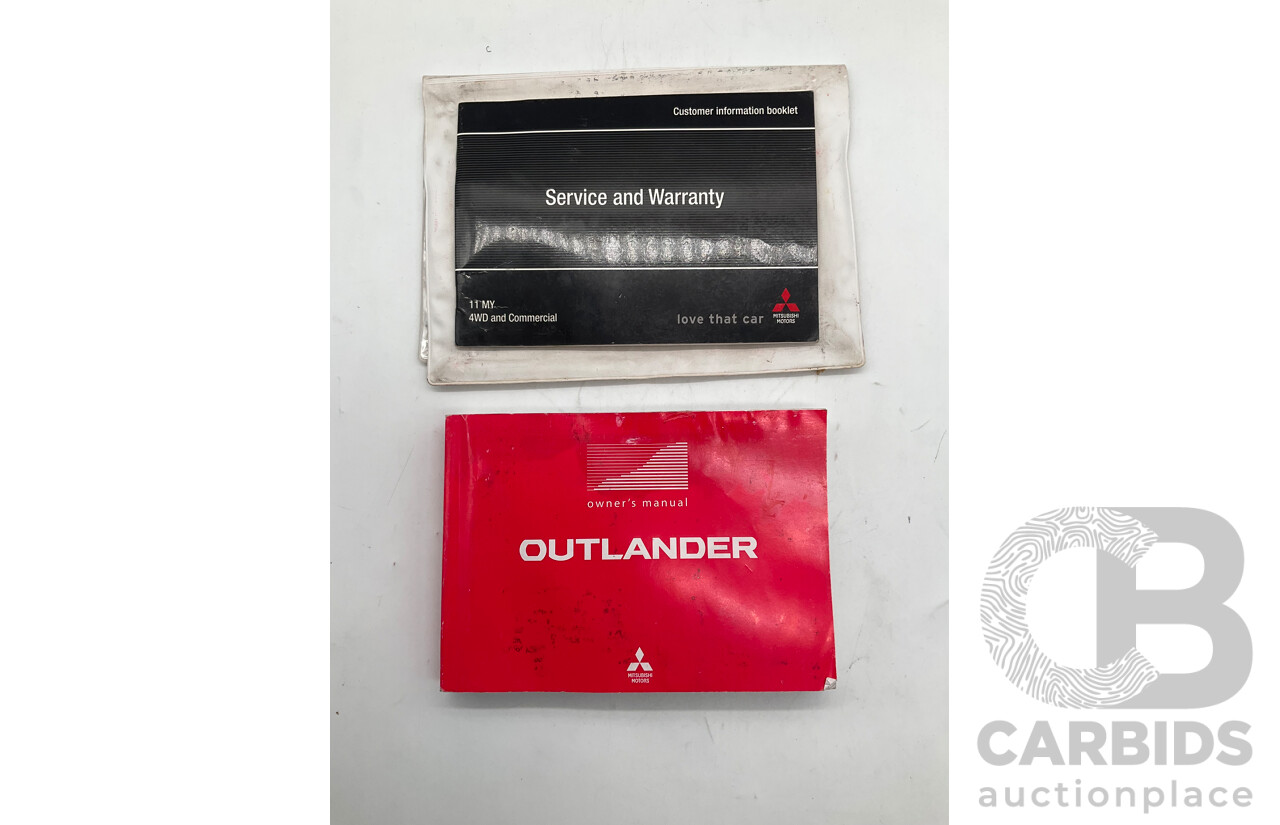 Customer information booklet
Service and Warranty
11 MY
4WD and Commercial
love that car
MITSUBISHI
MOTORS
owner's manual
OUTLANDER
MITSUBISHI
MOTORS
CB
CARBIDS
auctionplace